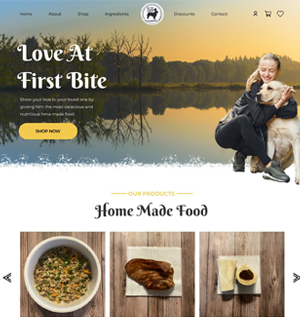 Home About Shop Ingredients Discounts Contact
Love At
First Bite
Show your love to your loved one by
giving him the most delicious and
nutritious home made food
SHOP NOW
OUR PRODUCTS
Home Made Food